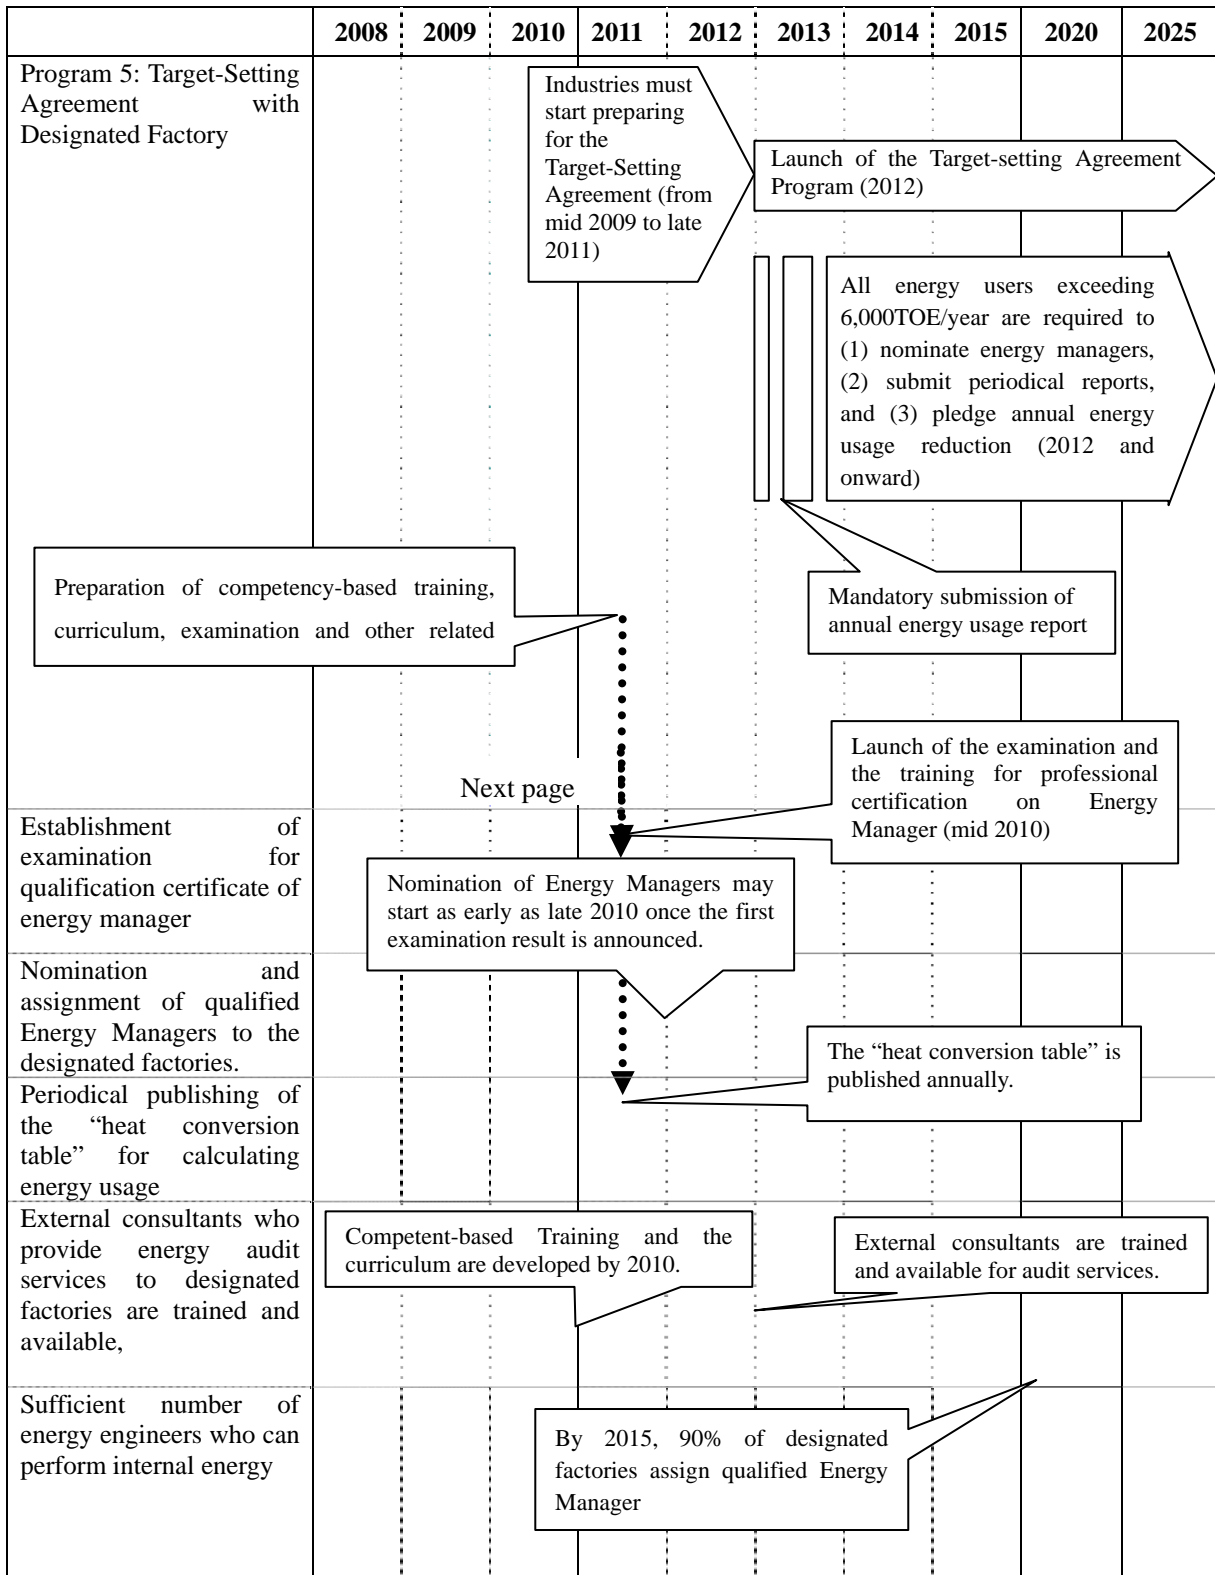 2008 2009 2010 2011 2012 2013 2014 2015 2020 2025
Program 5: Target-Setting
Agreement with
Designated Factory
Industries must
start preparing
for the
Target-Setting
Agreement (from
mid 2009 to late
2011)
Launch of the Target-setting Agreement
Program (2012)
All energy users exceeding
6,000TOE/year are required to
(1) nominate energy managers,
(2) submit periodical reports,
and (3) pledge annual energy
usage reduction (2012 and
onward)
Preparation of competency-based training,
curriculum, examination and other related
Mandatory submission of
annual energy usage report
Launch of the examination and
the training for professional
certification on Energy
Manager (mid 2010)
Next page
Establishment of
examination for
qualification certificate of
energy manager
Nomination of Energy Managers may
start as early as late 2010 once the first
examination result is announced.
Nomination and
assignment of qualified
Energy Managers to the
designated factories.
The “heat conversion table” is
published annually.
Periodical publishing of
the “heat conversion
table” for calculating
energy usage
External consultants who
provide energy audit
services to designated
factories are trained and
available,
Competent-based Training and the
curriculum are developed by 2010.
External consultants are trained
and available for audit services.
Sufficient number of
energy engineers who can
perform internal energy
By 2015, 90% of designated
factories assign qualified Energy
Manager